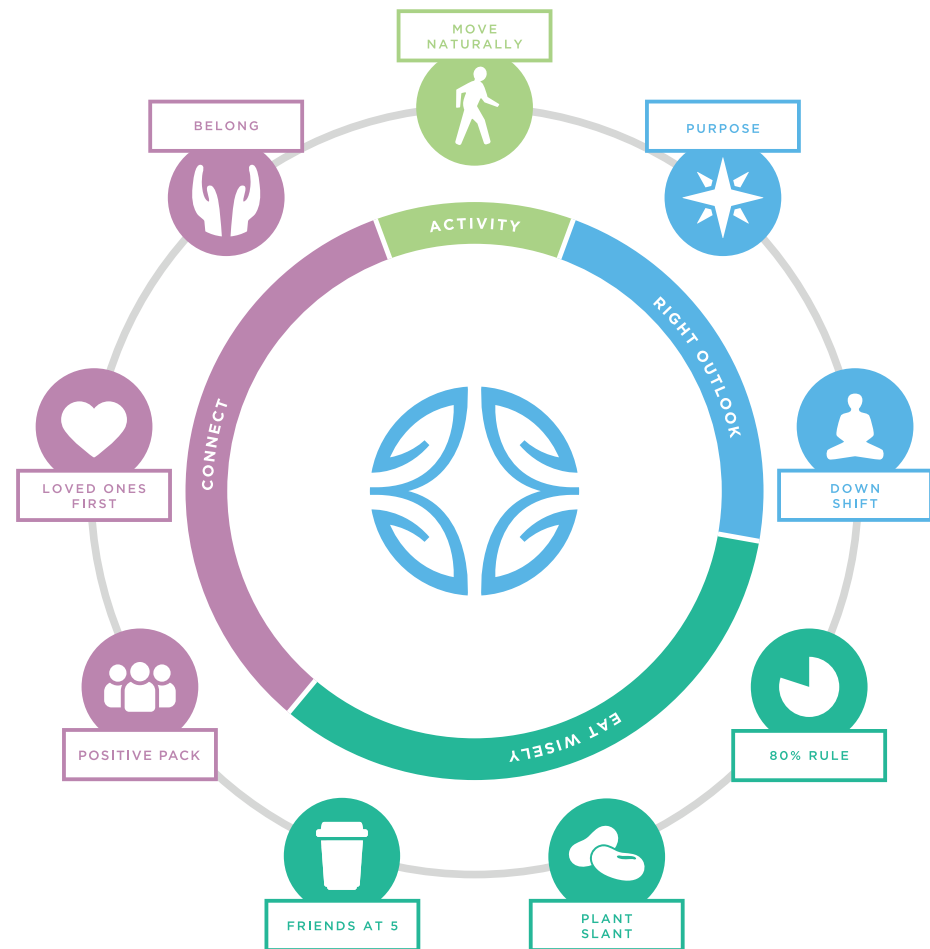 MOVE
NATURALLY
BELONG
PURPOSE
ACTIVITY
RIGHT OUTLOOK
CONNECT
LOVED ONES
FIRST
DOWN
SHIFT
EAT WISELY
POSITIVE PACK
80% RULE
FRIENDS AT 5
PLANT
SLANT